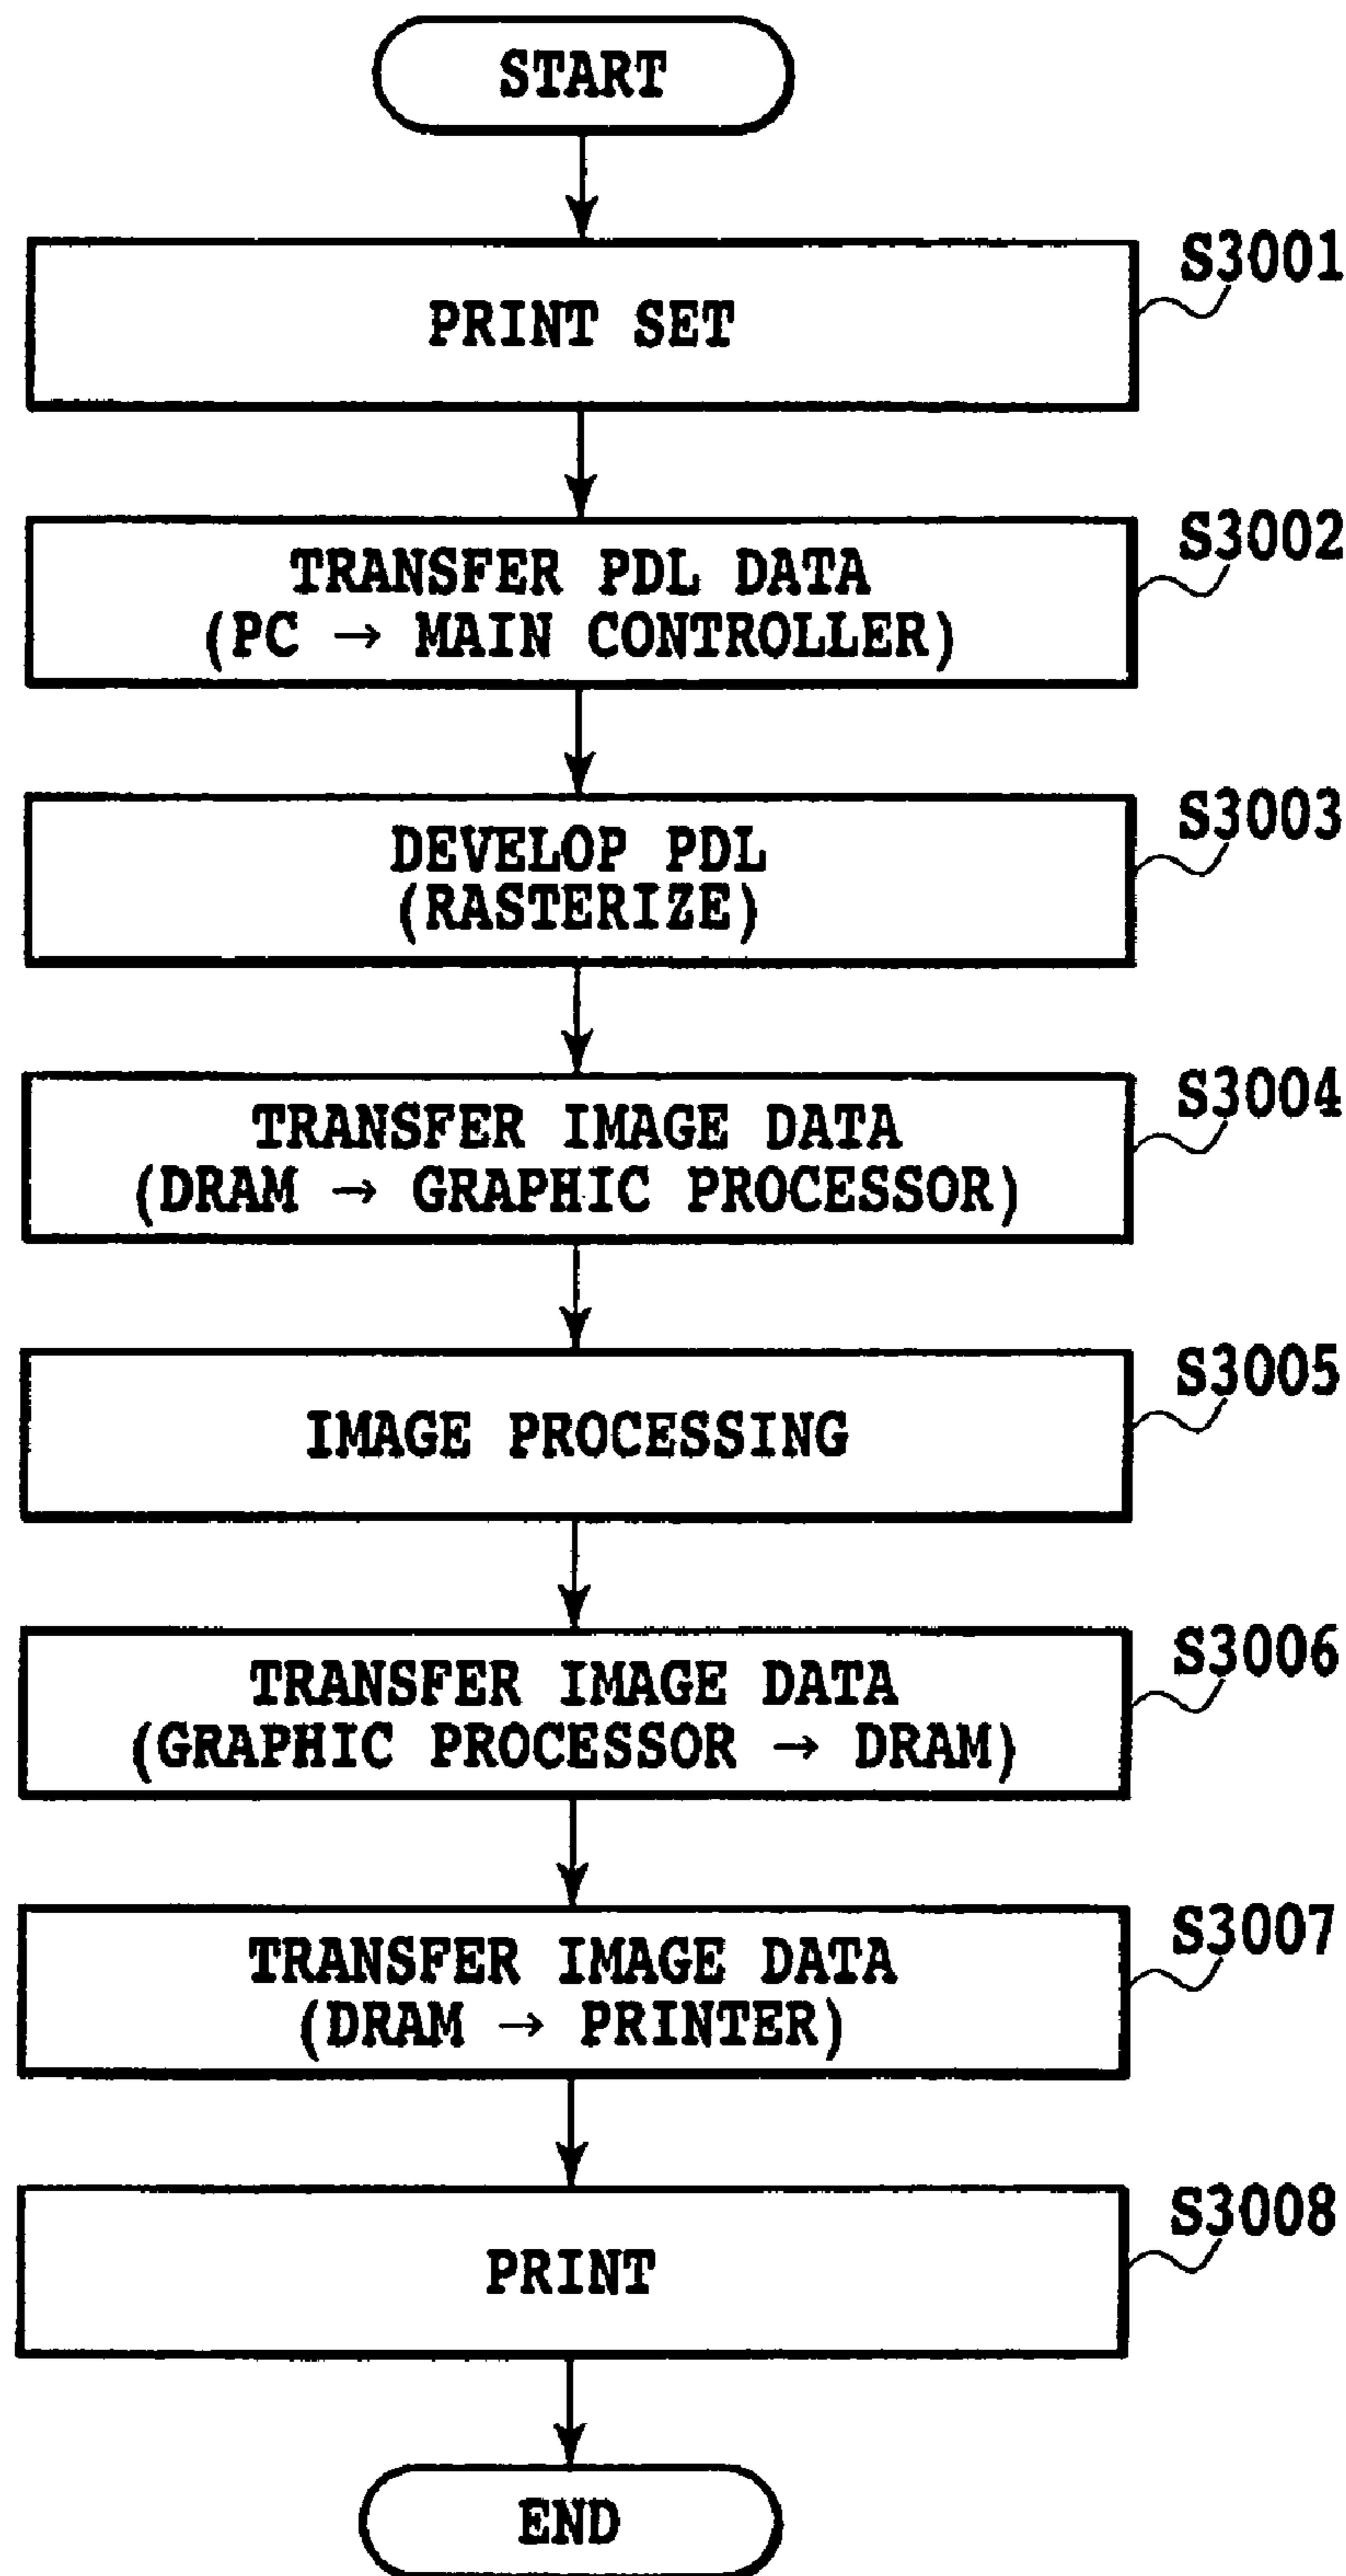 START
PRINT SET
S3001
TRANSFER PDL DATA
(PC → MAIN CONTROLLER)
S3002
DEVELOP PDL
(RASTERIZE)
S3003
TRANSFER IMAGE DATA
(DRAM → GRAPHIC PROCESSOR)
S3004
IMAGE PROCESSING
S3005
TRANSFER IMAGE DATA
(GRAPHIC PROCESSOR → DRAM)
S3006
TRANSFER IMAGE DATA
(DRAM → PRINTER)
S3007
PRINT
S3008
END